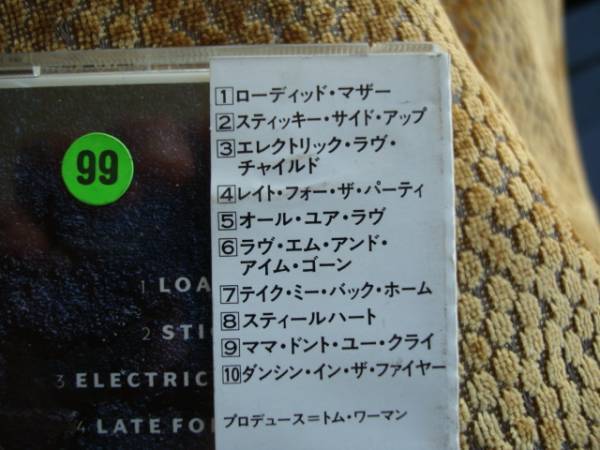 99
1 ローディッド・マザー
2 スティッキー・サイド・アップ
3 エレクトリック・ラヴ・
チャイルド
4 レイト・フォー・ザ・パーティ
5 オール・ユア・ラヴ
6 ラヴ・エム・アンド・
アイム・ゴーン
7 テイク・ミー・バック・ホーム
8 スティールハート
9 ママ・ドント・ユー・クライ
10 ダンシン・イン・ザ・ファイヤー
プロデュース=トム・ワーマン
1 LOA
2 STI
3 ELECTRIC
4 LATE FO